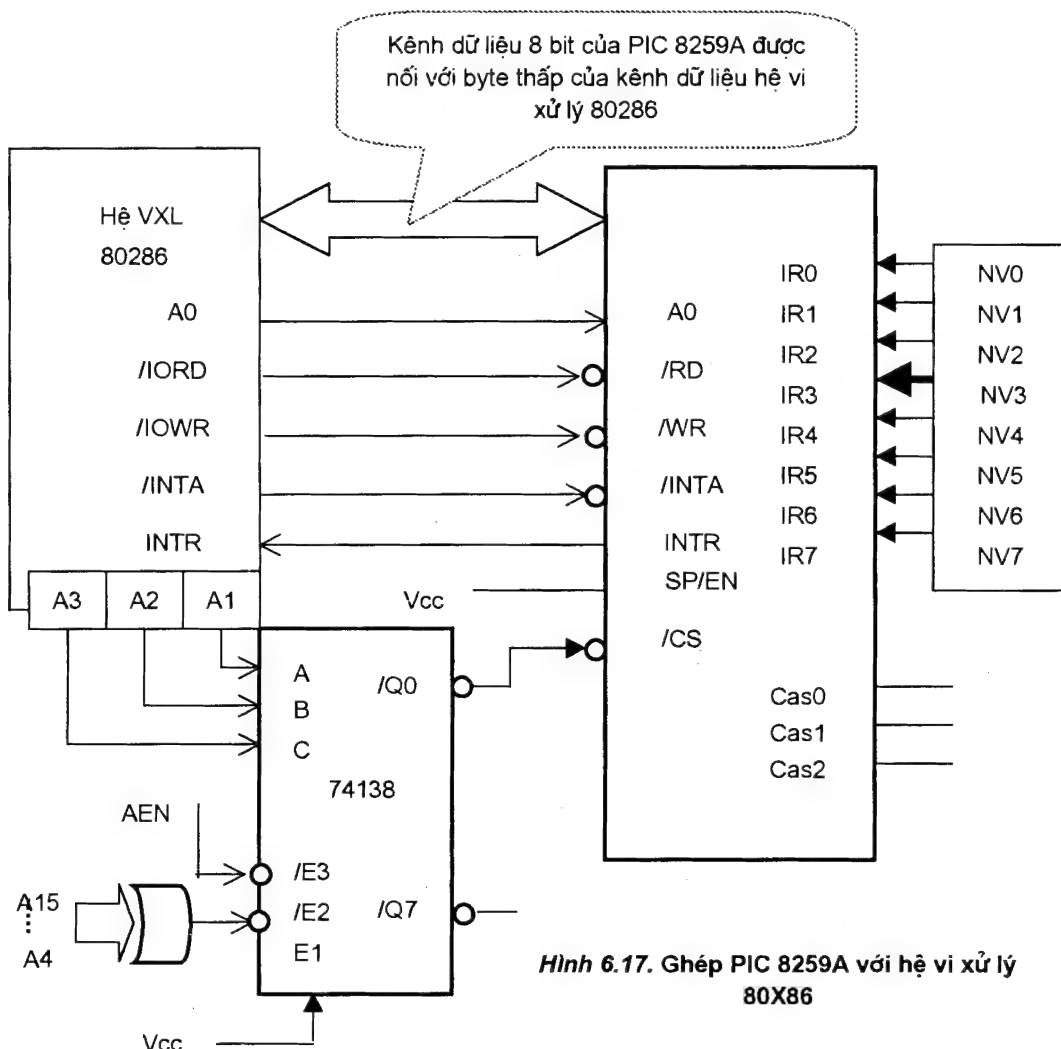 Kênh dữ liệu 8 bit của PIC 8259A được
nối với byte thấp của kênh dữ liệu hệ vi
xử lý 80286
Hệ VXL
80286
A0
/IORD
/IOWR
/INTA
INTR
A3
A2
A1
A0
/RD
/WR
/INTA
INTR
SP/EN
/CS
Vcc
IR0
IR1
IR2
IR3
IR4
IR5
IR6
IR7
NV0
NV1
NV2
NV3
NV4
NV5
NV6
NV7
Cas0
Cas1
Cas2
A
B
C
/Q0
74138
AEN
/E3
/E2
E1
/Q7
A15
A4
Vcc
Hình 6.17. Ghép PIC 8259A với hệ vi xử lý
80X86